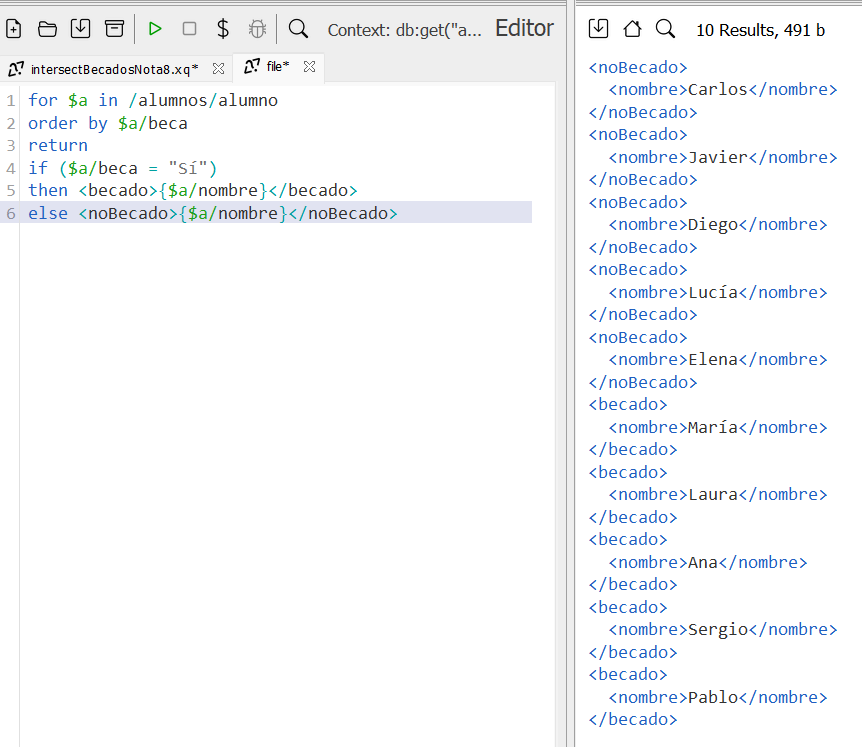 Context: db:get("a... Editor
intersectBecadosNota8.xq* file*
1 for $a in /alumnos/alumno
2 order by $a/beca
3 return
4 if ($a/beca = "Sí")
5 then <becado>{$a/nombre}</becado>
6 else <noBecado>{$a/nombre}</noBecado>
10 Results, 491 b
<noBecado>
<nombre>Carlos</nombre>
</noBecado>
<noBecado>
<nombre>Javier</nombre>
</noBecado>
<noBecado>
<nombre>Diego</nombre>
</noBecado>
<noBecado>
<nombre>Lucía</nombre>
</noBecado>
<noBecado>
<nombre>Elena</nombre>
</noBecado>
<becado>
<nombre>María</nombre>
</becado>
<becado>
<nombre>Laura</nombre>
</becado>
<becado>
<nombre>Ana</nombre>
</becado>
<becado>
<nombre>Sergio</nombre>
</becado>
<becado>
<nombre>Pablo</nombre>
</becado>